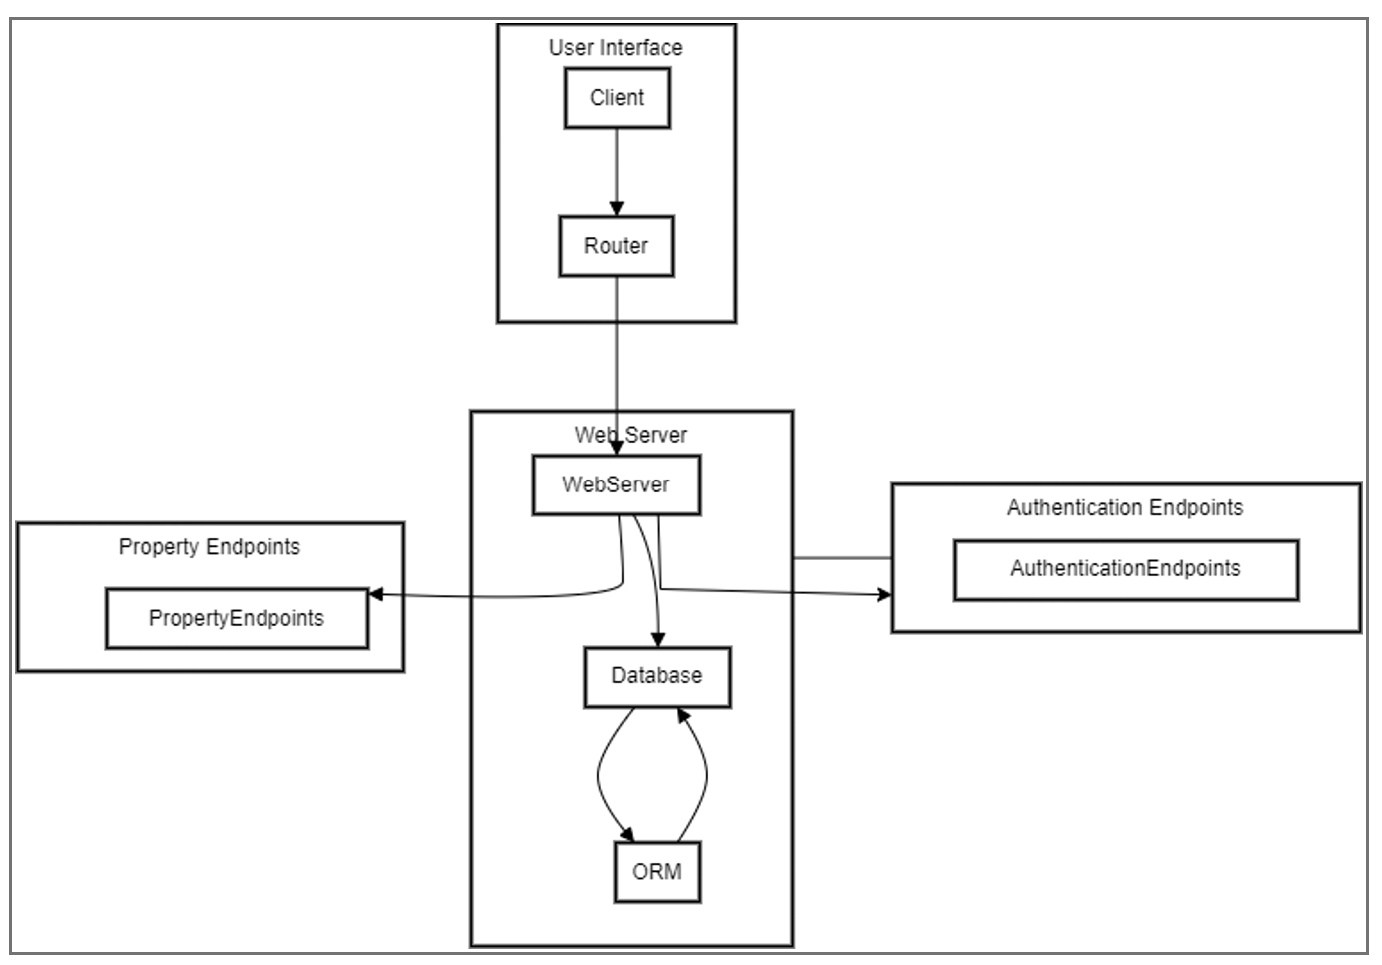 User Interface
Client
Router
Web Server
WebServer
Property Endpoints
PropertyEndpoints
Authentication Endpoints
AuthenticationEndpoints
Database
ORM